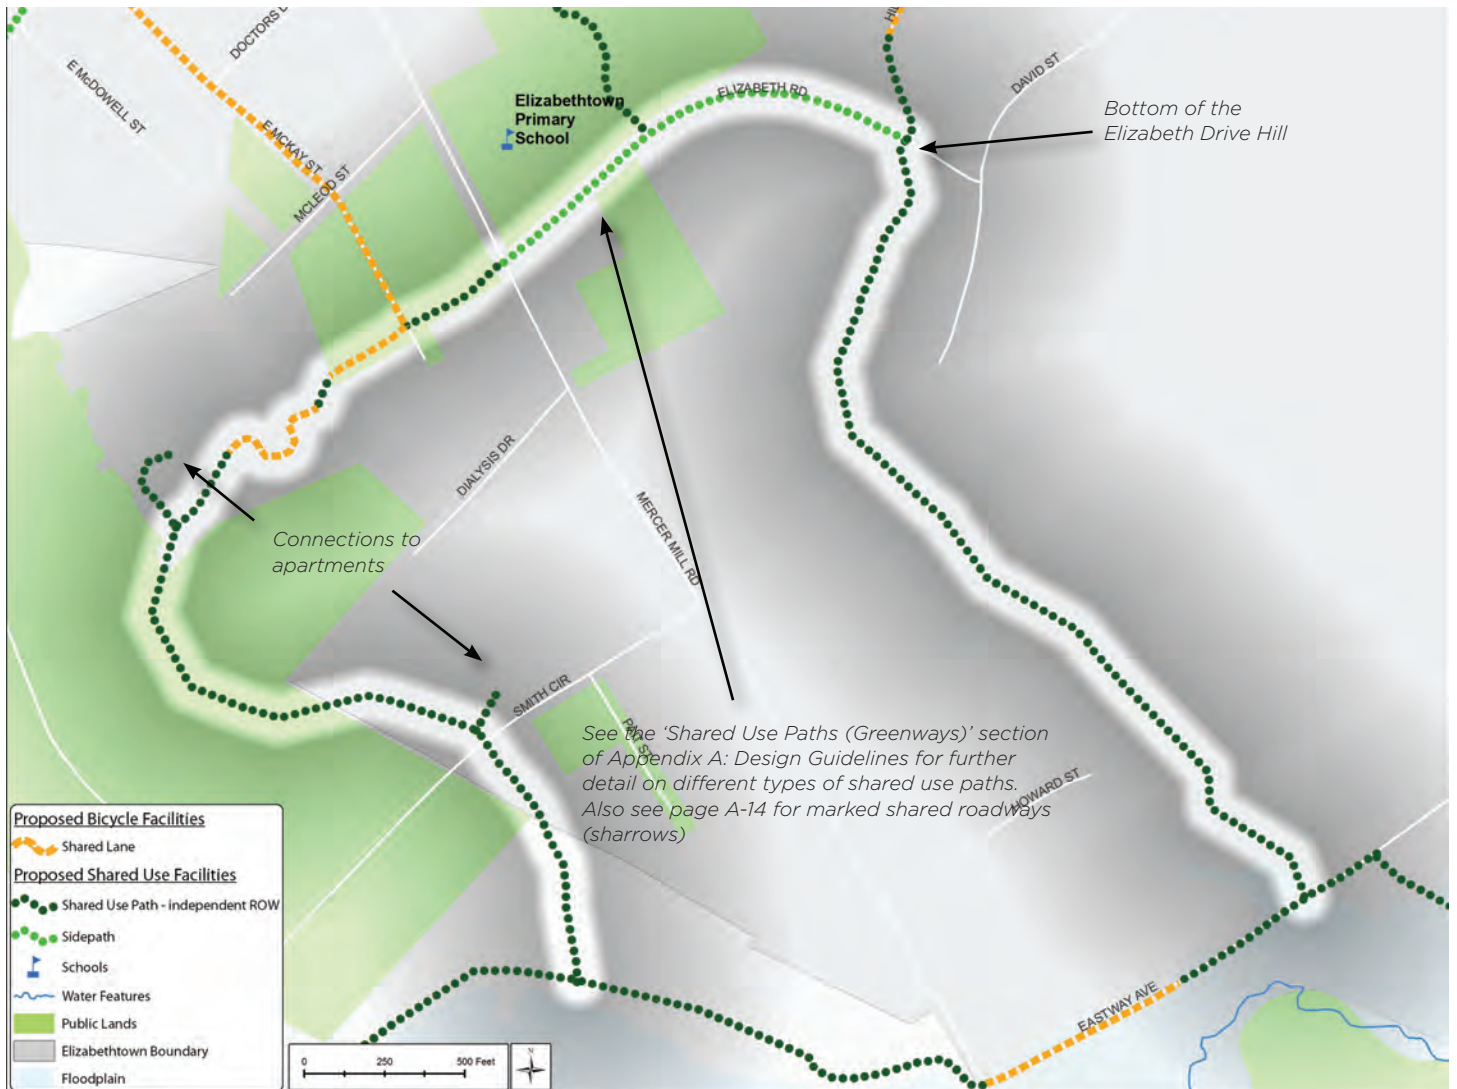 DOCTORS
E McDOWELL ST
E MCKAY ST
MCLEOD ST
Elizabethtown
Primary
School
ELIZABETH RD
DAVID ST
Bottom of the
Elizabeth Drive Hill
DIALYSIS DR
MERCER MILL RD
Connections to
apartments
SMITH CIR
See the ‘Shared Use Paths (Greenways)’ section
of Appendix A: Design Guidelines for further
detail on different types of shared use paths.
Also see page A-14 for marked shared roadways
(sharrows)
HOWARD ST
EASTWAY AVE
Proposed Bicycle Facilities
Shared Lane
Proposed Shared Use Facilities
Shared Use Path - independent ROW
Sidepath
Schools
Water Features
Public Lands
Elizabethtown Boundary
Floodplain
0 250 500 Feet
N